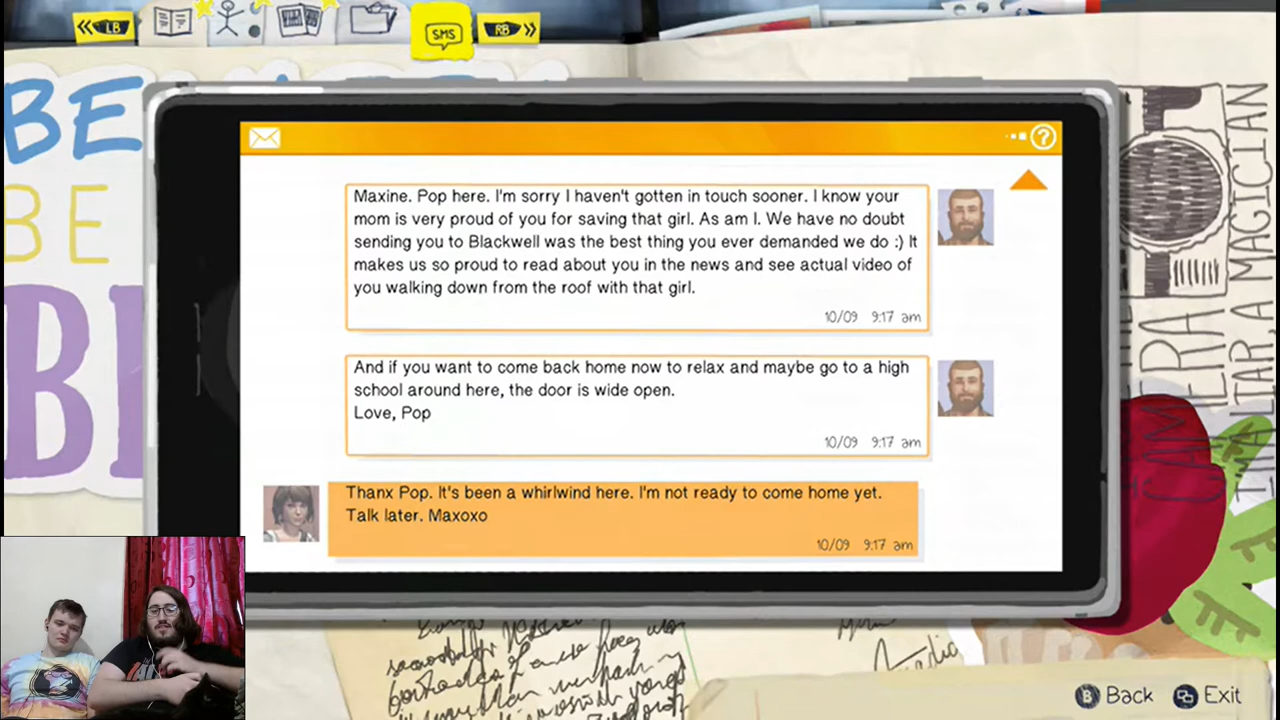 LB
SMS
RB
BE
BE
Maxine. Pop here. I'm sorry I haven't gotten in touch sooner. I know your
mom is very proud of you for saving that girl. As am I. We have no doubt
sending you to Blackwell was the best thing you ever demanded we do :) It
makes us so proud to read about you in the news and see actual video of
you walking down from the roof with that girl.
10/09 9:17 am
And if you want to come back home now to relax and maybe go to a high
school around here, the door is wide open.
Love, Pop
10/09 9:17 am
Thanx Pop. It's been a whirlwind here. I'm not ready to come home yet.
Talk later. Maxoxo
10/09 9:17 am
CAMERA
MAGICIAN
B Back
Exit